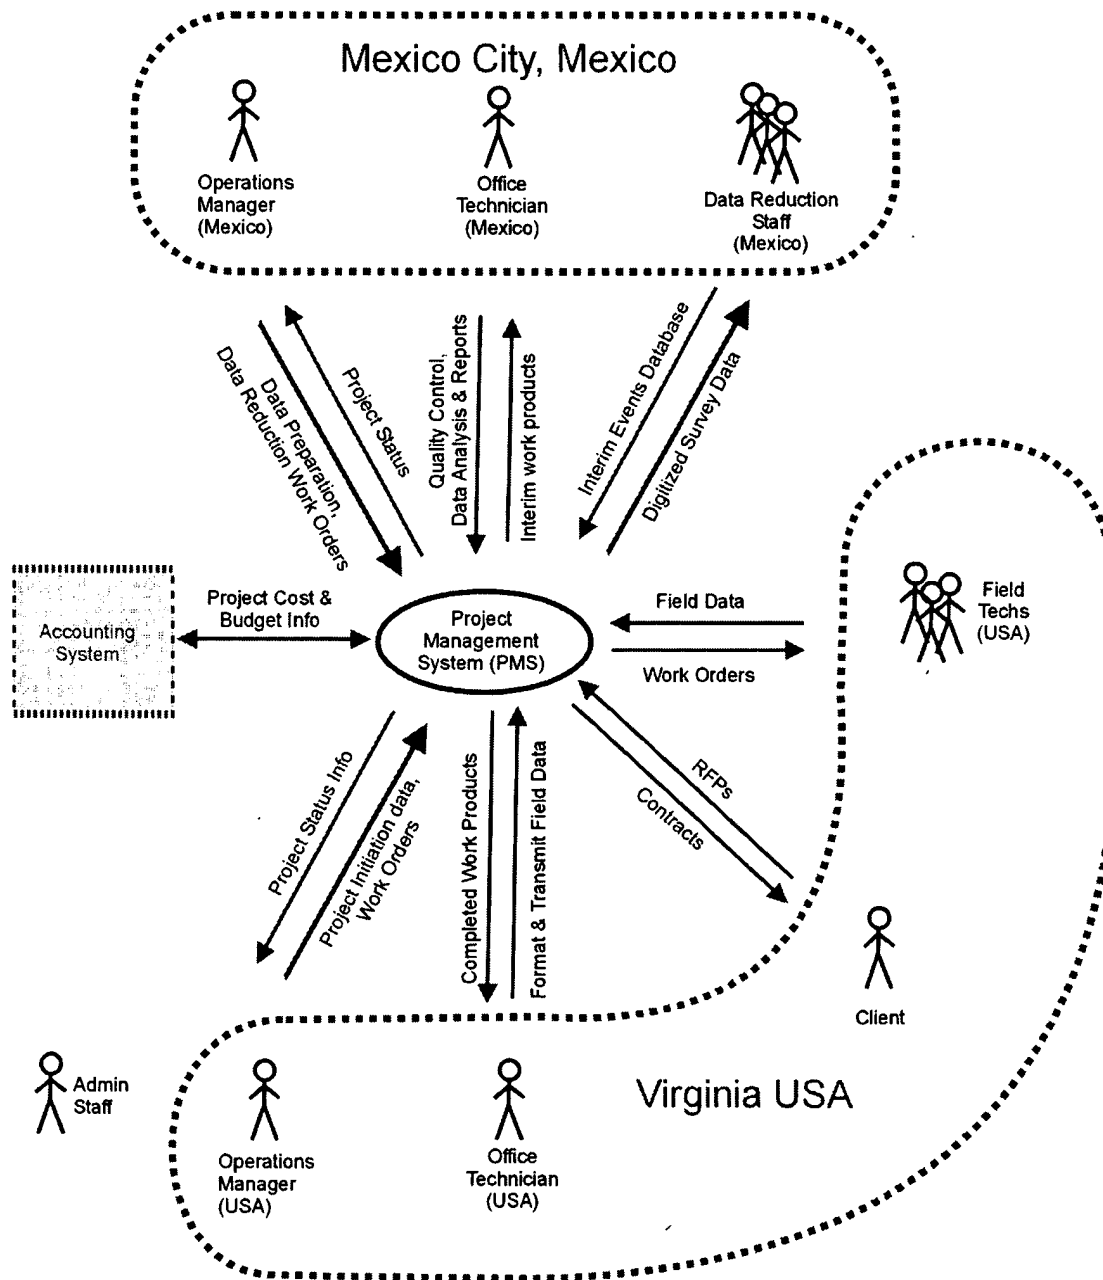 Mexico City, Mexico
Operations
Manager
(Mexico)
Office
Technician
(Mexico)
Data Reduction
Staff
(Mexico)
Data Preparation,
Data Reduction Work Orders
Project Status
Quality Control,
Data Analysis & Reports
Interim work products
Interim Events Database
Digitized Survey Data
Accounting
System
Project Cost &
Budget Info
Project
Management
System (PMS)
Field Data
Work Orders
Field
Techs
(USA)
Project Status Info
Project Initiation data,
Work Orders
Completed Work Products
Format & Transmit Field Data
RFPs
Contracts
Client
Admin
Staff
Operations
Manager
(USA)
Office
Technician
(USA)
Virginia USA